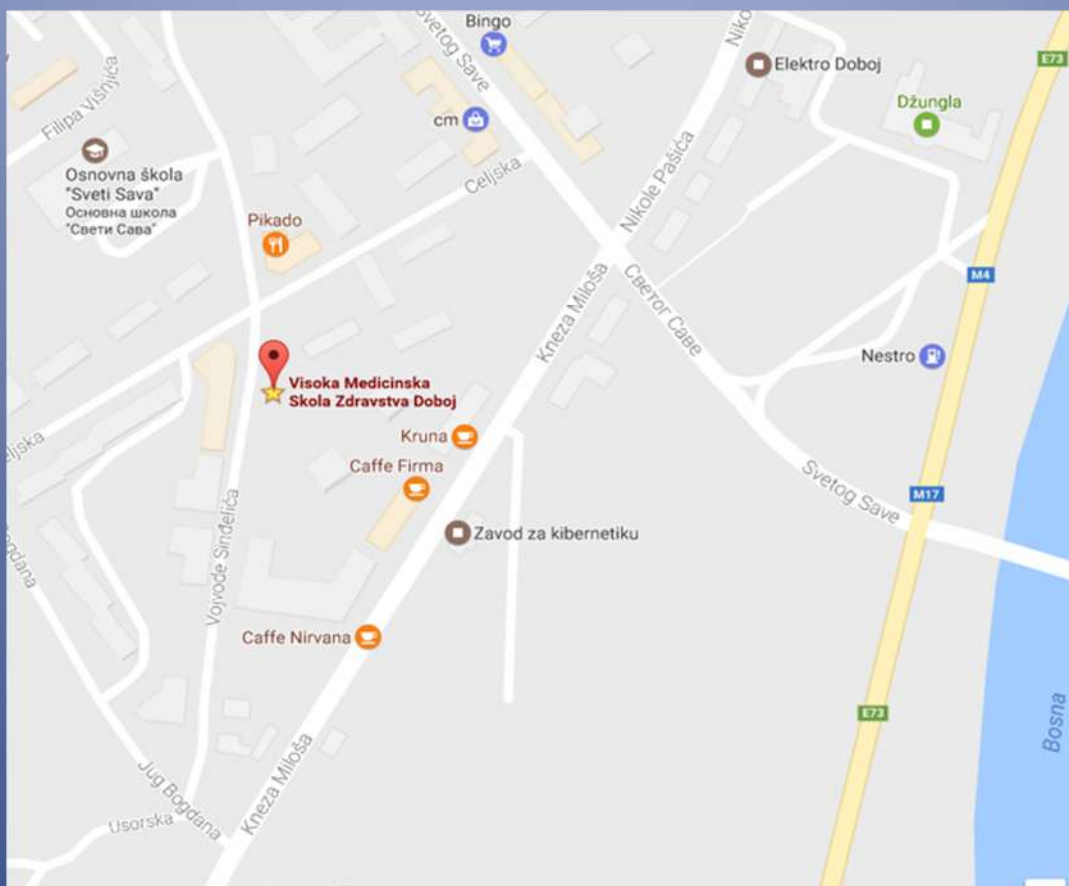 Bingo
Svetog Save
Niko
Elektro Doboj
E73
Džungla
Filipa Višnjića
cm
Osnovna škola
"Sveti Sava"
Основна школа
"Свети Сава"
Celjska
Nikole Pašića
Pikado
Kneza Miloša
Светог Саве
M4
Nestro
Visoka Medicinska
Skola Zdravstva Doboj
Kruna
eljska
Caffe Firma
Svetog Save
M17
Zavod za kibernetiku
Vojvode Sinđelića
Caffe Nirvana
E73
Bosna
Kneza Miloša
Jug Bogdana
Usorska